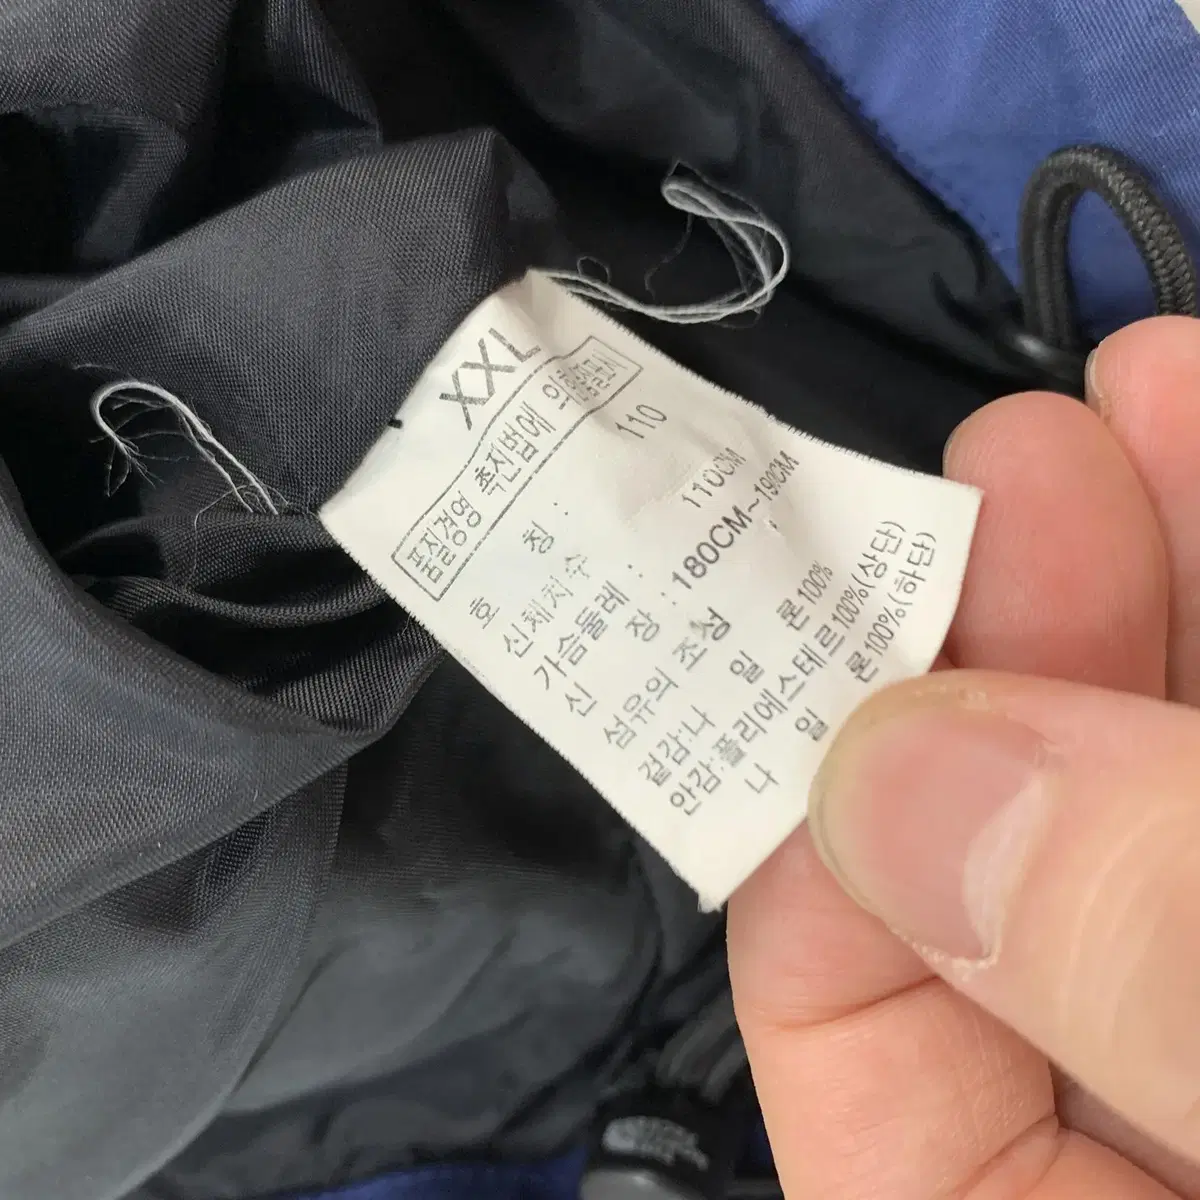 XXL
품질경영 촉진법에 의한 품질표시
호 칭 : 110
신체치수
가슴둘레 : 110CM
신 장 : 180CM~190CM
섬유의 조성
겉감:나 일 론100%
안감:폴리에스테르100%(상단)
나 일 론100%(하단)